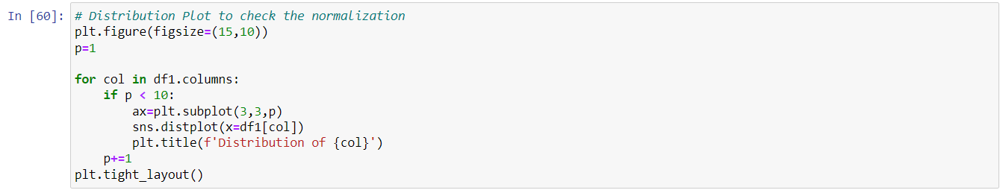 In [60]: # Distribution Plot to check the normalization
plt.figure(figsize=(15,10))
p=1
for col in df1.columns:
    if p < 10:
        ax=plt.subplot(3,3,p)
        sns.distplot(x=df1[col])
        plt.title(f'Distribution of {col}')
    p+=1
plt.tight_layout()